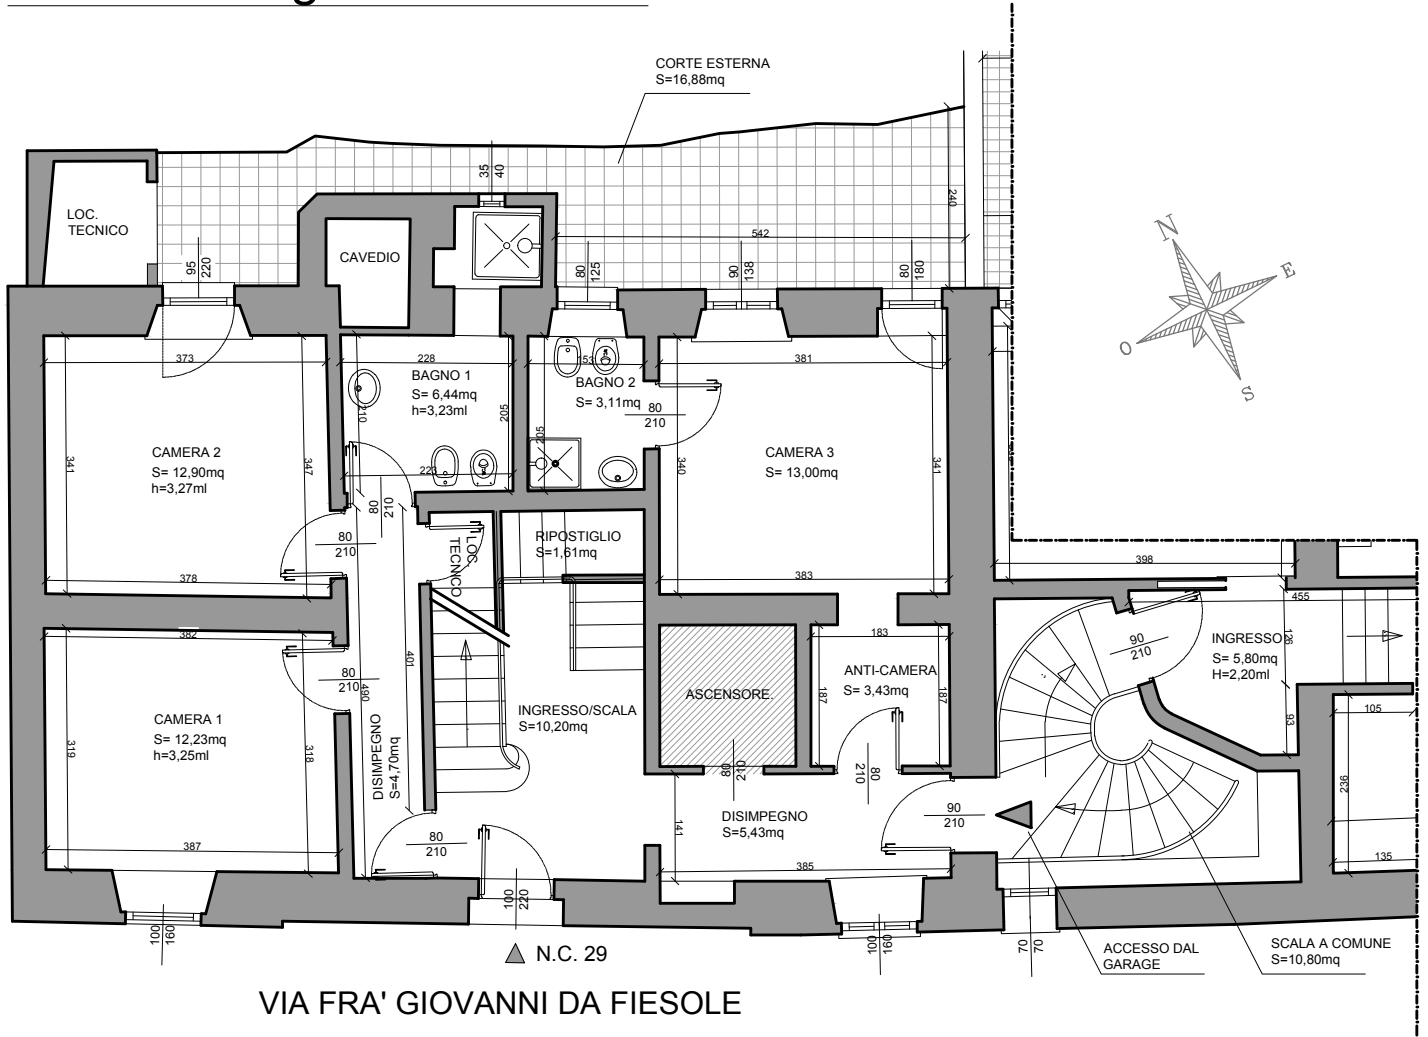 g
CORTE ESTERNA
S=16,88mq
35
40
LOC.
TECNICO
CAVEDIO
95
220
80
125
90
138
80
180
542
240
N
E
O
S
373
228
153
381
BAGNO 1
S= 6,44mq
h=3,23ml
BAGNO 2
S= 3,11mq
210
205
205
80
210
341
347
340
341
CAMERA 2
S= 12,90mq
h=3,27ml
CAMERA 3
S= 13,00mq
223
80
210
80
210
LOC.
TECNICO
RIPOSTIGLIO
S=1,61mq
378
383
398
455
382
183
126
90
210
INGRESSO
S= 5,80mq
H=2,20ml
401
490
80
210
ANTI-CAMERA
S= 3,43mq
187
187
ASCENSORE.
CAMERA 1
S= 12,23mq
h=3,25ml
319
318
DISIMPEGNO
S=4,70mq
INGRESSO/SCALA
S=10,20mq
93
105
80
210
80
210
236
DISIMPEGNO
S=5,43mq
141
90
210
80
210
387
385
135
100
160
100
220
100
160
70
70
N.C. 29
ACCESSO DAL
GARAGE
SCALA A COMUNE
S=10,80mq
VIA FRA' GIOVANNI DA FIESOLE